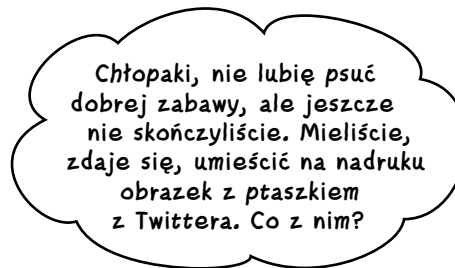 Chłopaki, nie lubię psuć
dobrej zabawy, ale jeszcze
nie skończyliście. Mieliście,
zdaje się, umieścić na nadruku
obrazek z ptaszkiem
z Twittera. Co z nim?